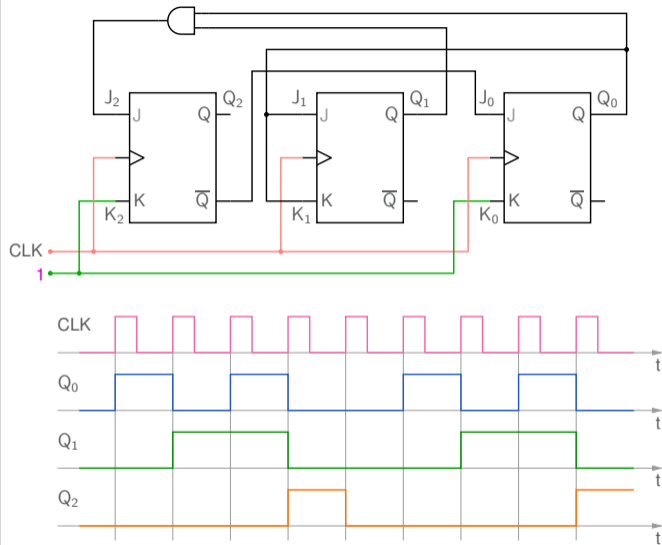 J₂ Q₂ J₁ Q₁ J₀ Q₀
J Q J Q J Q
K Q̅ K Q̅ K Q̅
K₂ K₁ K₀
CLK
1
CLK
t
Q₀
t
Q₁
t
Q₂
t